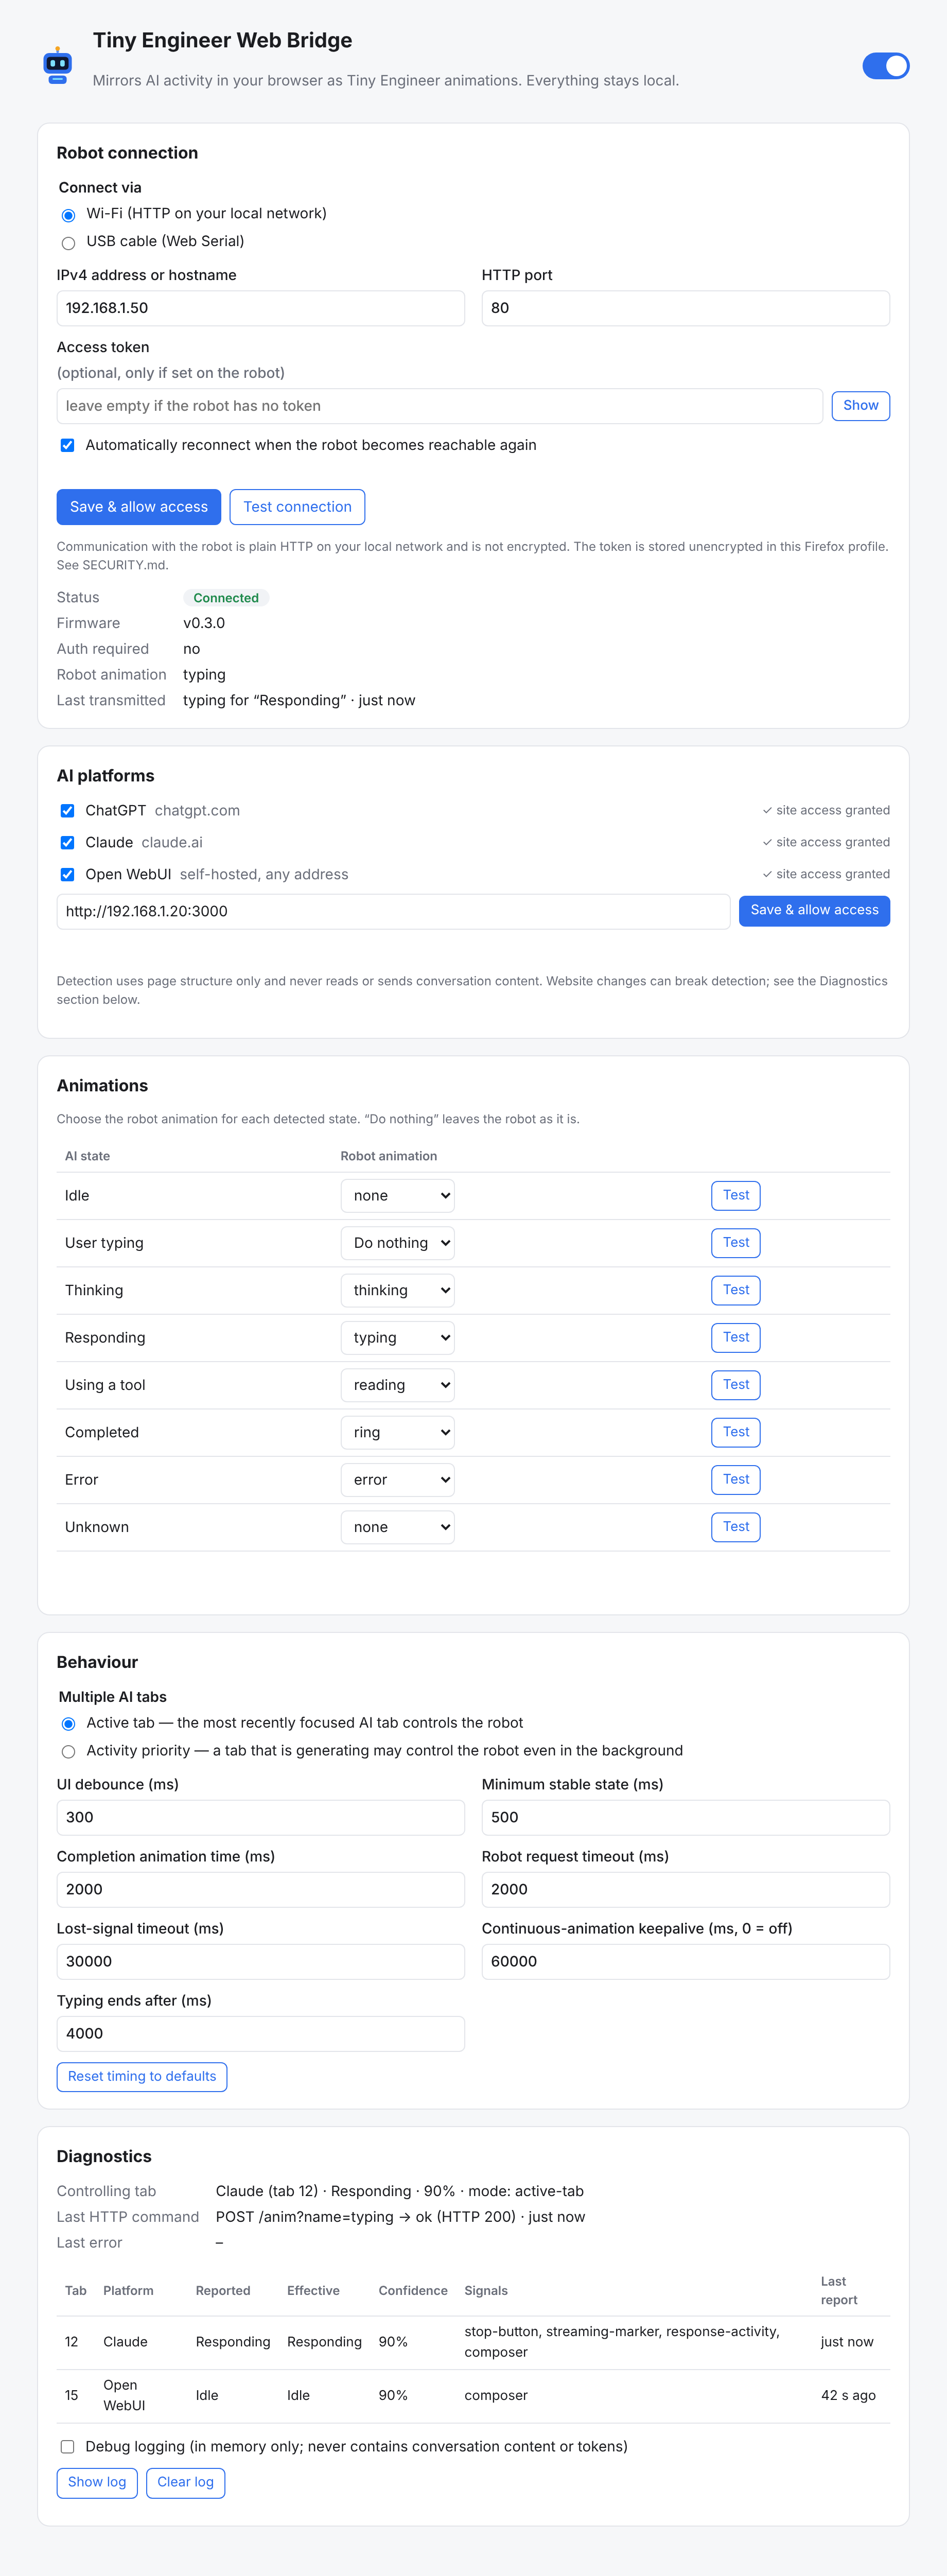 Tiny Engineer Web Bridge
Mirrors AI activity in your browser as Tiny Engineer animations. Everything stays local.
Robot connection
Connect via
Wi-Fi (HTTP on your local network)
USB cable (Web Serial)
IPv4 address or hostname
HTTP port
192.168.1.50
80
Access token
(optional, only if set on the robot)
leave empty if the robot has no token
Show
Automatically reconnect when the robot becomes reachable again
Save & allow access
Test connection
Communication with the robot is plain HTTP on your local network and is not encrypted. The token is stored unencrypted in this Firefox profile.
See SECURITY.md.
Status Connected
Firmware v0.3.0
Auth required no
Robot animation typing
Last transmitted typing for “Responding” · just now
AI platforms
ChatGPT chatgpt.com ✓ site access granted
Claude claude.ai ✓ site access granted
Open WebUI self-hosted, any address ✓ site access granted
http://192.168.1.20:3000
Save & allow access
Detection uses page structure only and never reads or sends conversation content. Website changes can break detection; see the Diagnostics
section below.
Animations
Choose the robot animation for each detected state. “Do nothing” leaves the robot as it is.
AI state Robot animation
Idle none Test
User typing Do nothing Test
Thinking thinking Test
Responding typing Test
Using a tool reading Test
Completed ring Test
Error error Test
Unknown none Test
Behaviour
Multiple AI tabs
Active tab — the most recently focused AI tab controls the robot
Activity priority — a tab that is generating may control the robot even in the background
UI debounce (ms)
Minimum stable state (ms)
300
500
Completion animation time (ms)
Robot request timeout (ms)
2000
2000
Lost-signal timeout (ms)
Continuous-animation keepalive (ms, 0 = off)
30000
60000
Typing ends after (ms)
4000
Reset timing to defaults
Diagnostics
Controlling tab Claude (tab 12) · Responding · 90% · mode: active-tab
Last HTTP command POST /anim?name=typing → ok (HTTP 200) · just now
Last error –
Tab Platform Reported Effective Confidence Signals Last report
12 Claude Responding Responding 90% stop-button, streaming-marker, response-activity, composer just now
15 Open WebUI Idle Idle 90% composer 42 s ago
Debug logging (in memory only; never contains conversation content or tokens)
Show log
Clear log